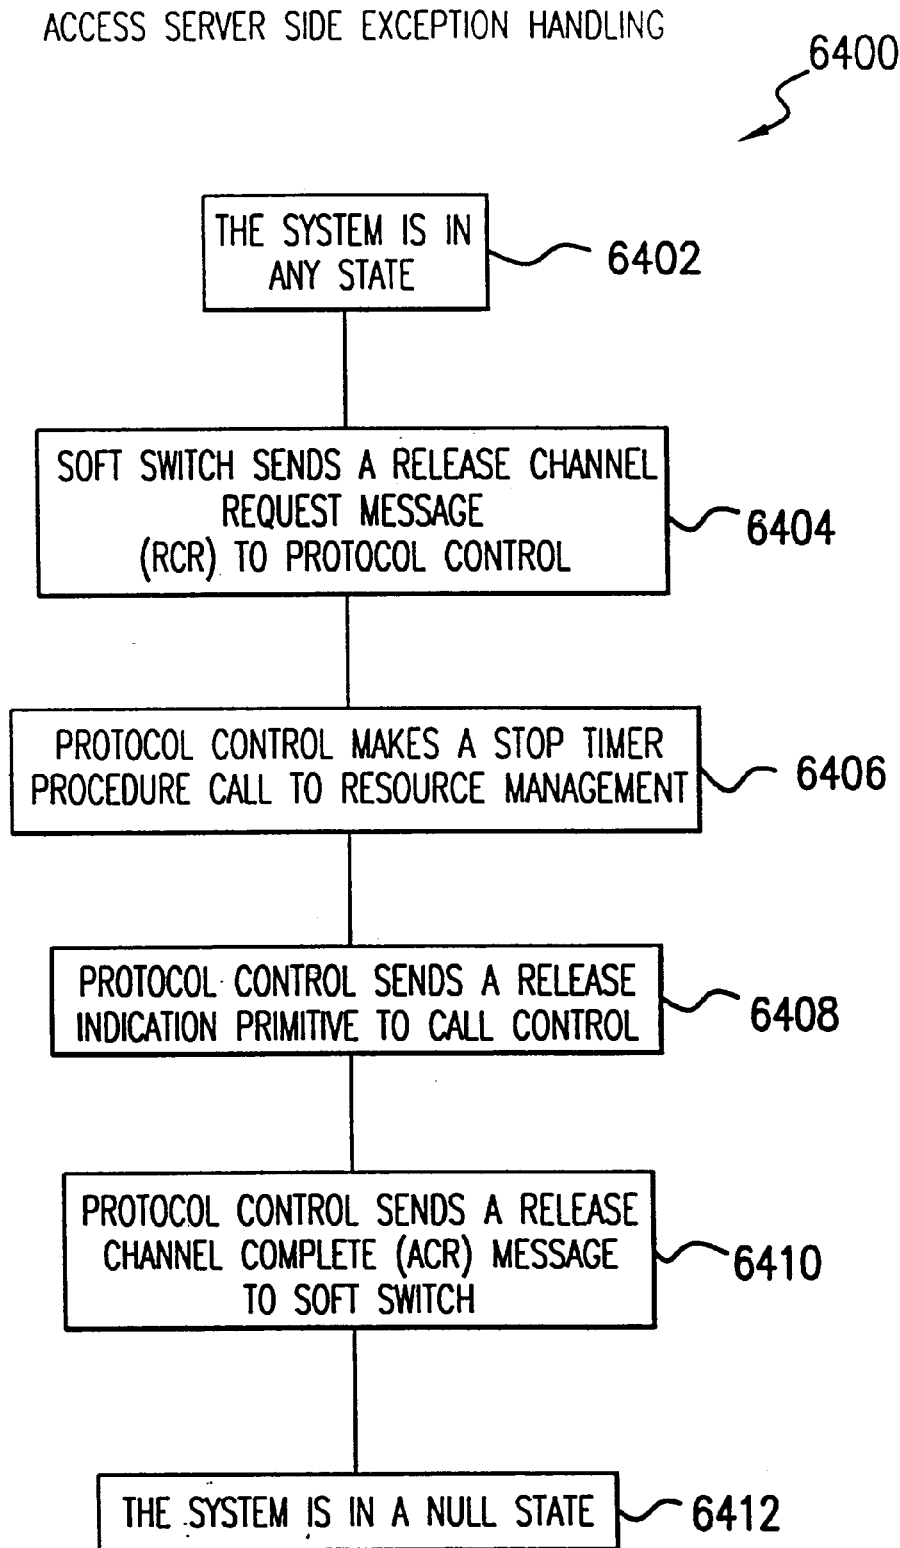 ACCESS SERVER SIDE EXCEPTION HANDLING
6400
THE SYSTEM IS IN
ANY STATE
6402
SOFT SWITCH SENDS A RELEASE CHANNEL
REQUEST MESSAGE
(RCR) TO PROTOCOL CONTROL
6404
PROTOCOL CONTROL MAKES A STOP TIMER
PROCEDURE CALL TO RESOURCE MANAGEMENT
6406
PROTOCOL CONTROL SENDS A RELEASE
INDICATION PRIMITIVE TO CALL CONTROL
6408
PROTOCOL CONTROL SENDS A RELEASE
CHANNEL COMPLETE (ACR) MESSAGE
TO SOFT SWITCH
6410
THE SYSTEM IS IN A NULL STATE
6412